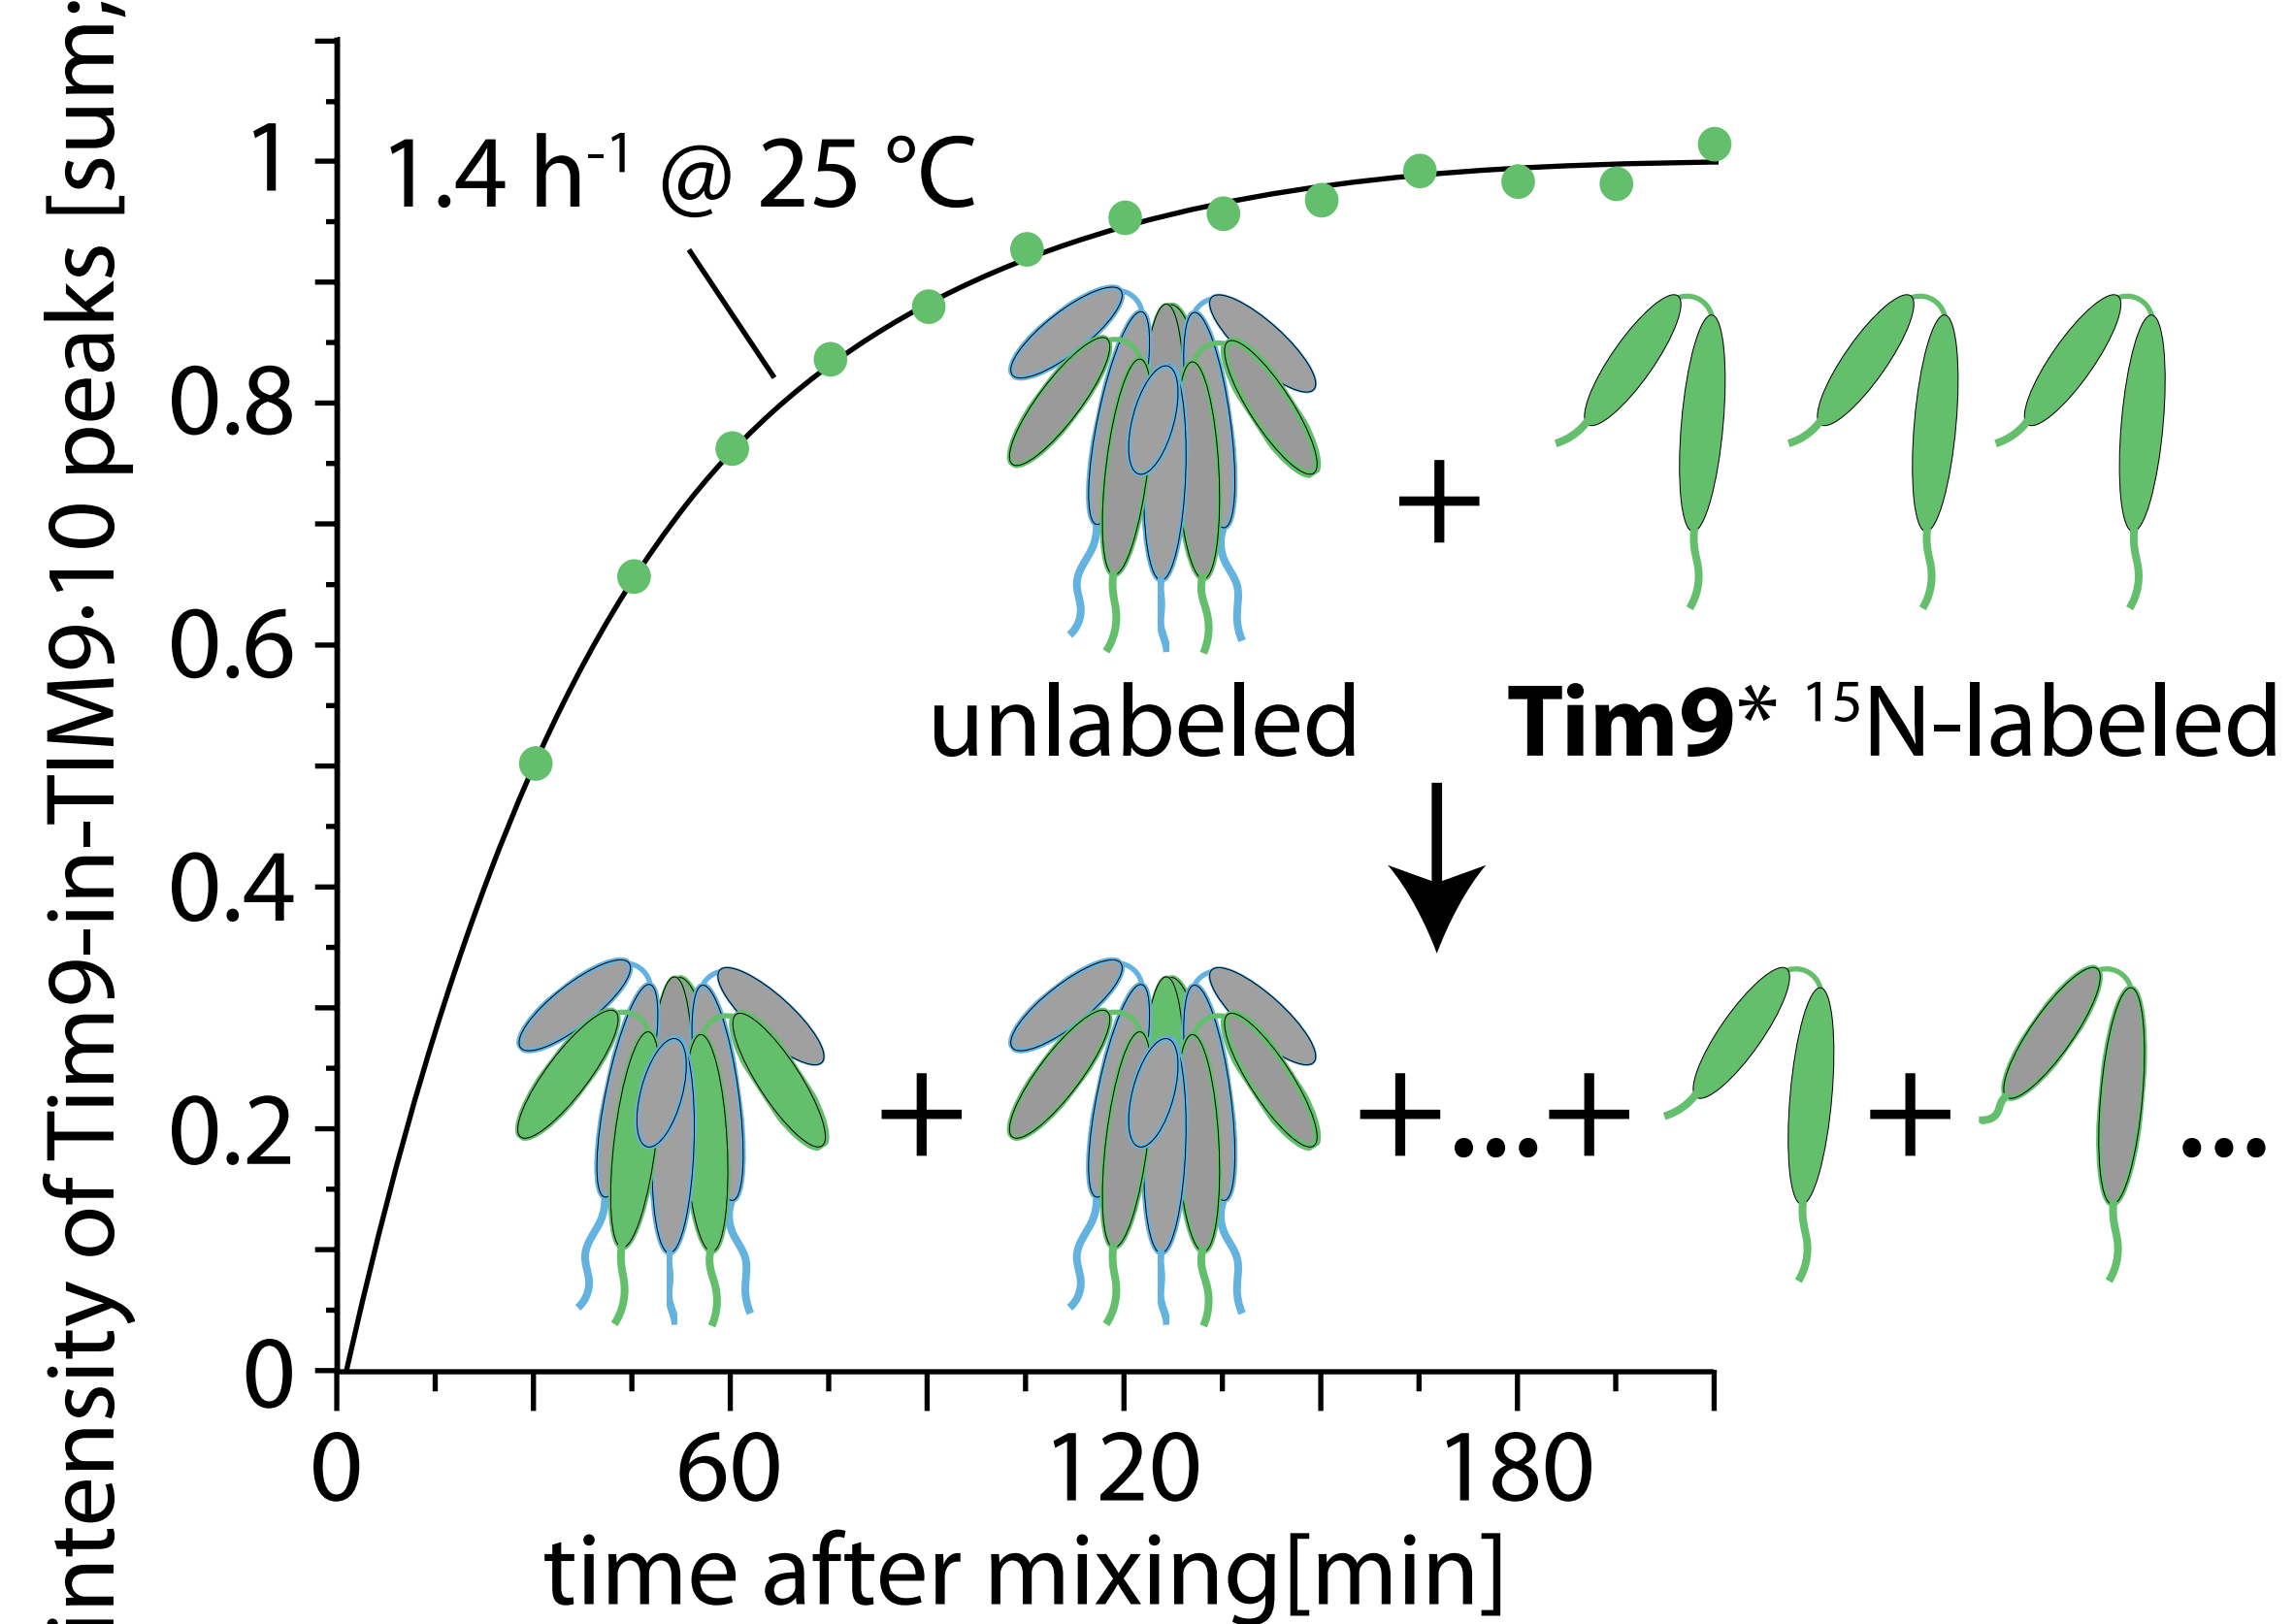 intensity of Tim9-in-TIM9·10 peaks [sum;
1
0.8
0.6
0.4
0.2
0
1.4 h-1 @ 25 °C
+
unlabeled
Tim9* 15N-labeled
+ +...+ + ...
0 60 120 180
time after mixing[min]